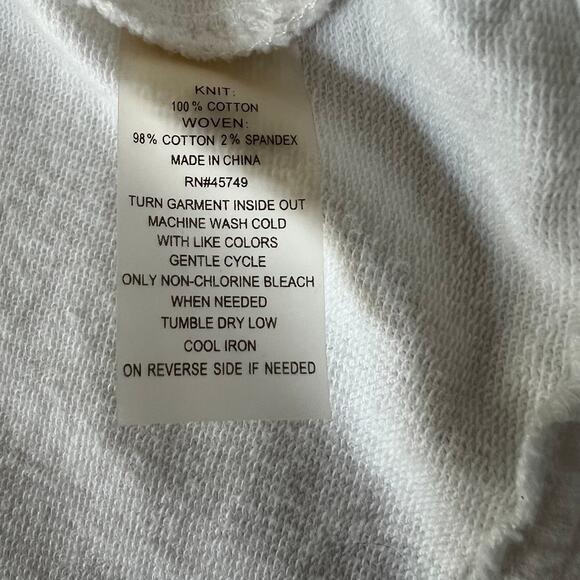 KNIT:
100% COTTON
WOVEN:
98% COTTON 2% SPANDEX
MADE IN CHINA
RN#45749
TURN GARMENT INSIDE OUT
MACHINE WASH COLD
WITH LIKE COLORS
GENTLE CYCLE
ONLY NON-CHLORINE BLEACH
WHEN NEEDED
TUMBLE DRY LOW
COOL IRON
ON REVERSE SIDE IF NEEDED